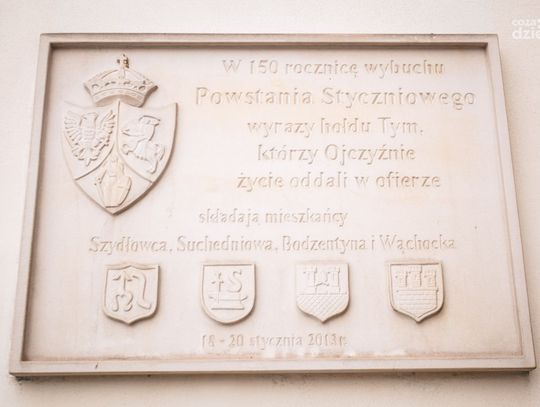 W 150 rocznicę wybuchu
Powstania Styczniowego
wyrazy hołdu Tym,
którzy Ojczyźnie
życie oddali w ofierze
składają mieszkańcy
Szydłowca, Suchedniowa, Bodzentyna i Wąchocka
S
18 - 20 stycznia 2013 r.